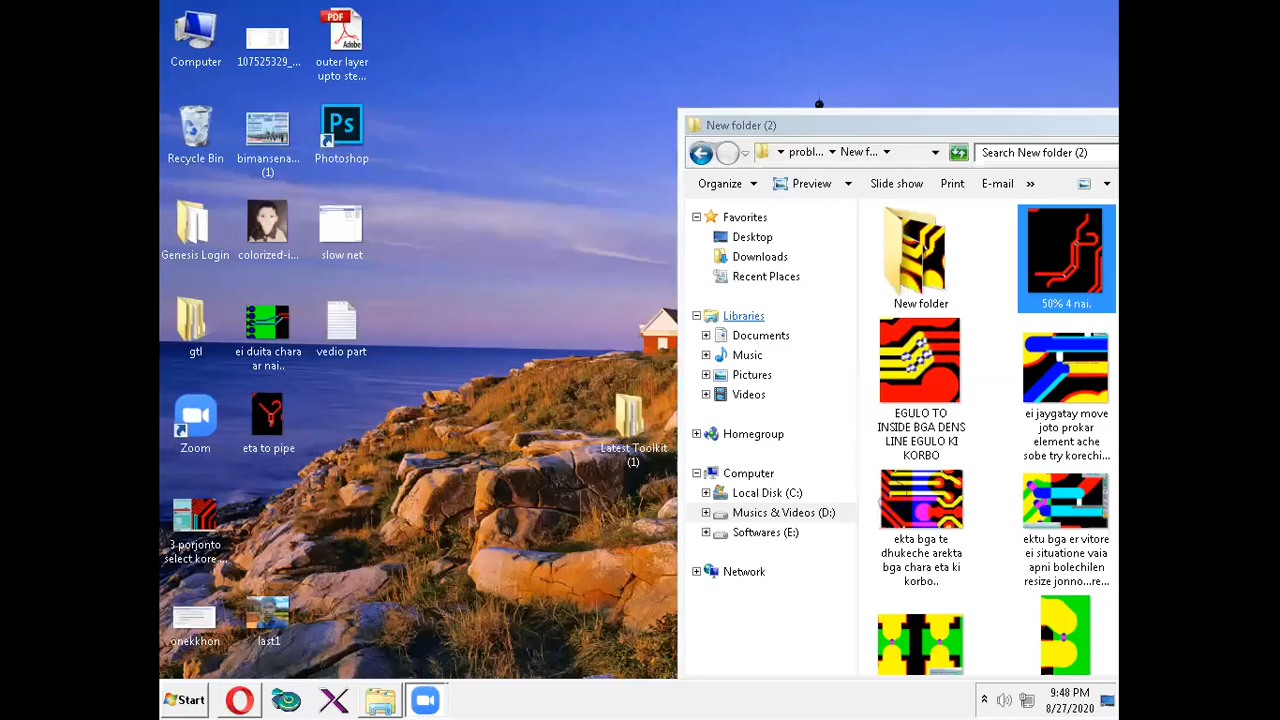 Computer
107525329_...
PDF
Adobe
outer layer
upto ste...
Recycle Bin
bimansena...
(1)
Ps
Photoshop
Genesis Login
colorized-i...
slow net
gtl
ei duita chara
ar nai..
vedio part
Zoom
eta to pipe
Latest Toolkit
(1)
3 porjonto
select kore ...
onekkhon
last1
New folder (2)
probl...
New f...
Search New folder (2)
Organize
Preview
Slide show
Print
E-mail
»
Favorites
Desktop
Downloads
Recent Places
Libraries
Documents
Music
Pictures
Videos
Homegroup
Computer
Local Disk (C:)
Musics & Videos (D:)
Softwares (E:)
Network
New folder
50% 4 nai.
EGULO TO
INSIDE BGA DENS
LINE EGULO KI
KORBO
ei jaygatay move
joto prokar
element ache
sobe try korechi...
ekta bga te
dhukeche arekta
bga chara eta ki
korbo..
ektu bga er vitore
ei situatione vaia
apni bolechilen
resize jonno...re...
Start
9:48 PM
8/27/2020